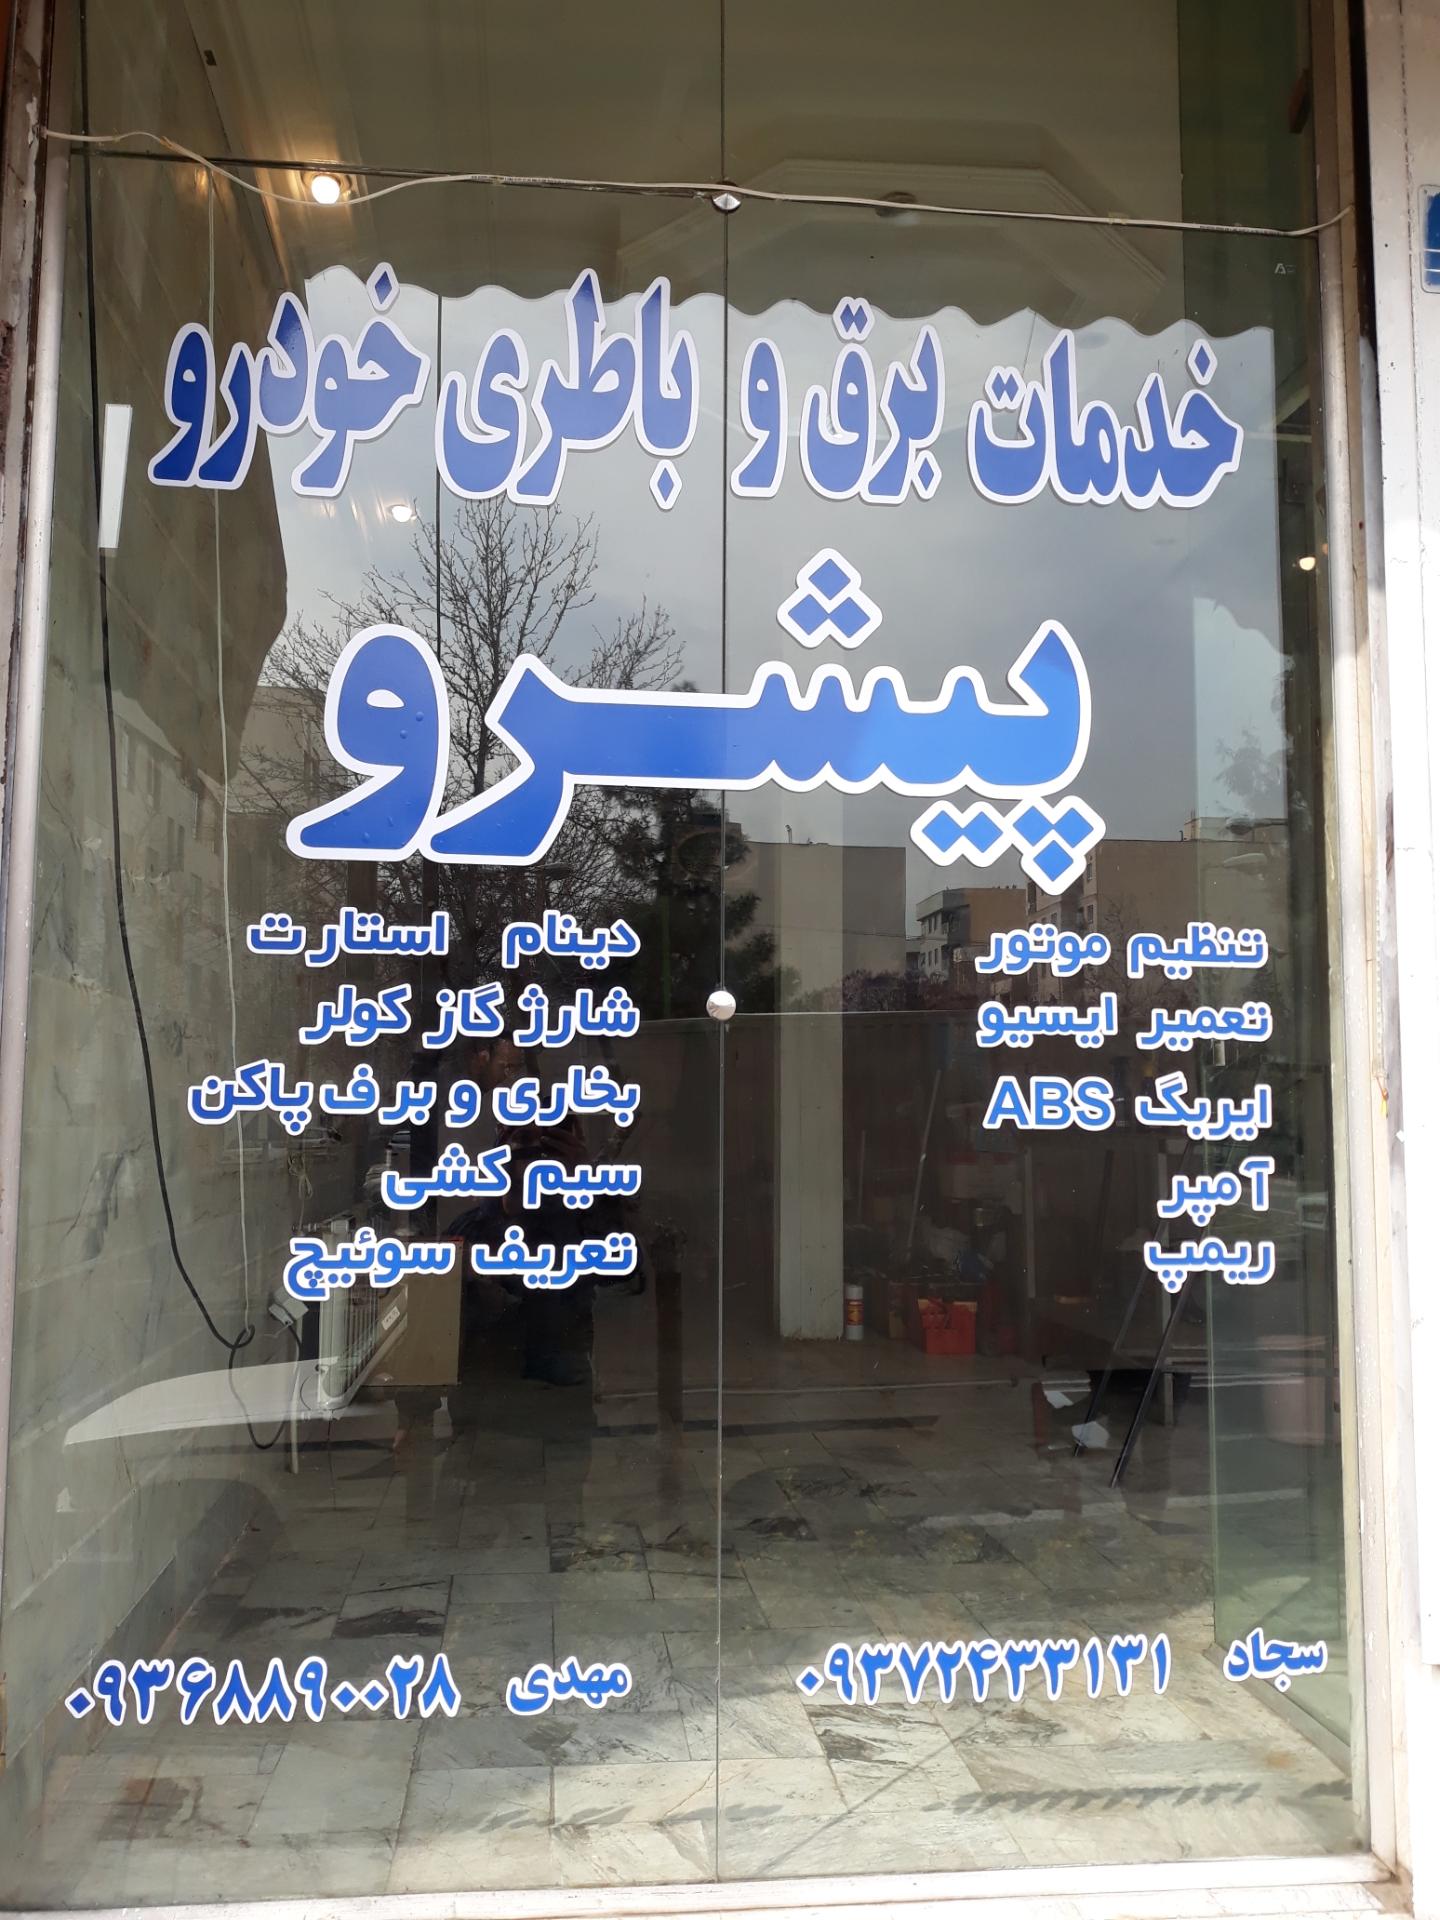 خدمات برق و باطری خودرو
پیشرو
تنظیم موتور
تعمیر ایسیو
ایربگ ABS
آمپر
ریمپ
دینام استارت
شارژ گاز کولر
بخاری و برف پاکن
سیم کشی
تعریف سوئیچ
سجاد ۰۹۳۷۲۴۳۳۱۳۱
مهدی ۰۹۳۶۸۸۹۰۰۲۸